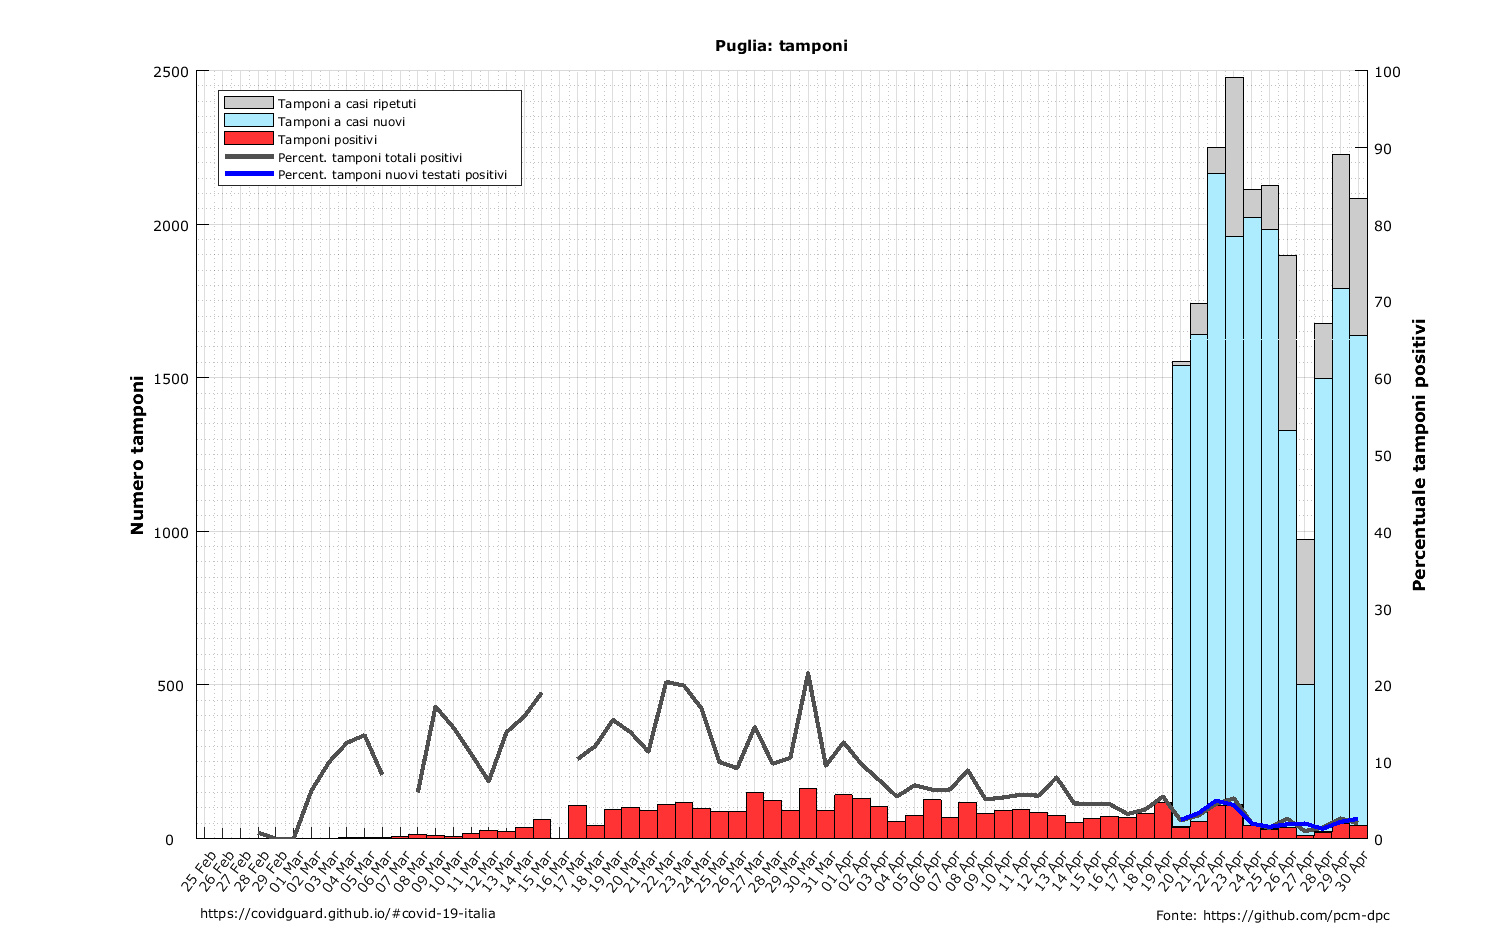 Puglia: tamponi
Tamponi a casi ripetuti
Tamponi a casi nuovi
Tamponi positivi
Percent. tamponi totali positivi
Percent. tamponi nuovi testati positivi
Numero tamponi
2500
2000
1500
1000
500
0
Percentuale tamponi positivi
100
90
80
70
60
50
40
30
20
10
0
25 Feb
26 Feb
27 Feb
28 Feb
29 Feb
01 Mar
02 Mar
03 Mar
04 Mar
05 Mar
06 Mar
07 Mar
08 Mar
09 Mar
10 Mar
11 Mar
12 Mar
13 Mar
14 Mar
15 Mar
16 Mar
17 Mar
18 Mar
19 Mar
20 Mar
21 Mar
22 Mar
23 Mar
24 Mar
25 Mar
26 Mar
27 Mar
28 Mar
29 Mar
30 Mar
31 Mar
01 Apr
02 Apr
03 Apr
04 Apr
05 Apr
06 Apr
07 Apr
08 Apr
09 Apr
10 Apr
11 Apr
12 Apr
13 Apr
14 Apr
15 Apr
16 Apr
17 Apr
18 Apr
19 Apr
20 Apr
21 Apr
22 Apr
23 Apr
24 Apr
25 Apr
26 Apr
27 Apr
28 Apr
29 Apr
30 Apr
https://covidguard.github.io/#covid-19-italia
Fonte: https://github.com/pcm-dpc